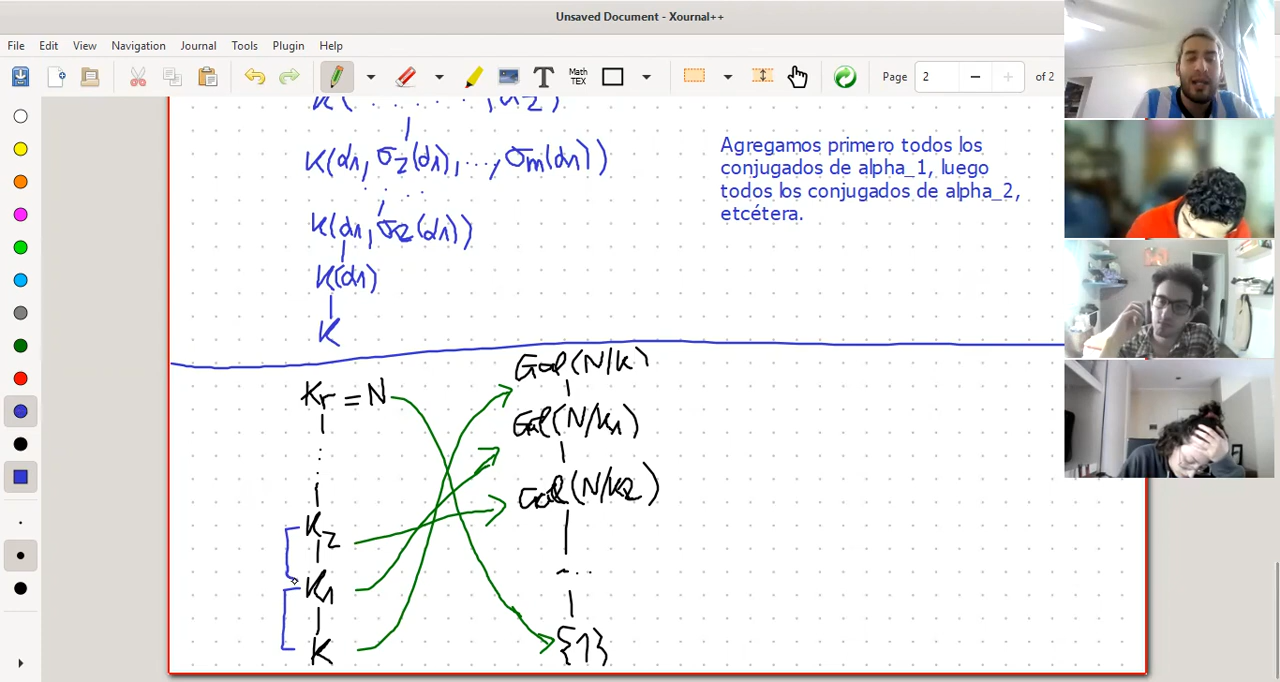 Unsaved Document - Xournal++
File Edit View Navigation Journal Tools Plugin Help
T Math TEX Page 2 of 2
K(α1, σ2(α1), ..., σm(α1))
K(α1, σ2(α1))
K(α1)
K
Agregamos primero todos los
conjugados de alpha_1, luego
todos los conjugados de alpha_2,
etcétera.
Kr = N
K2
K1
K
Gal(N/K)
Gal(N/K1)
Gal(N/K2)
...
{1}